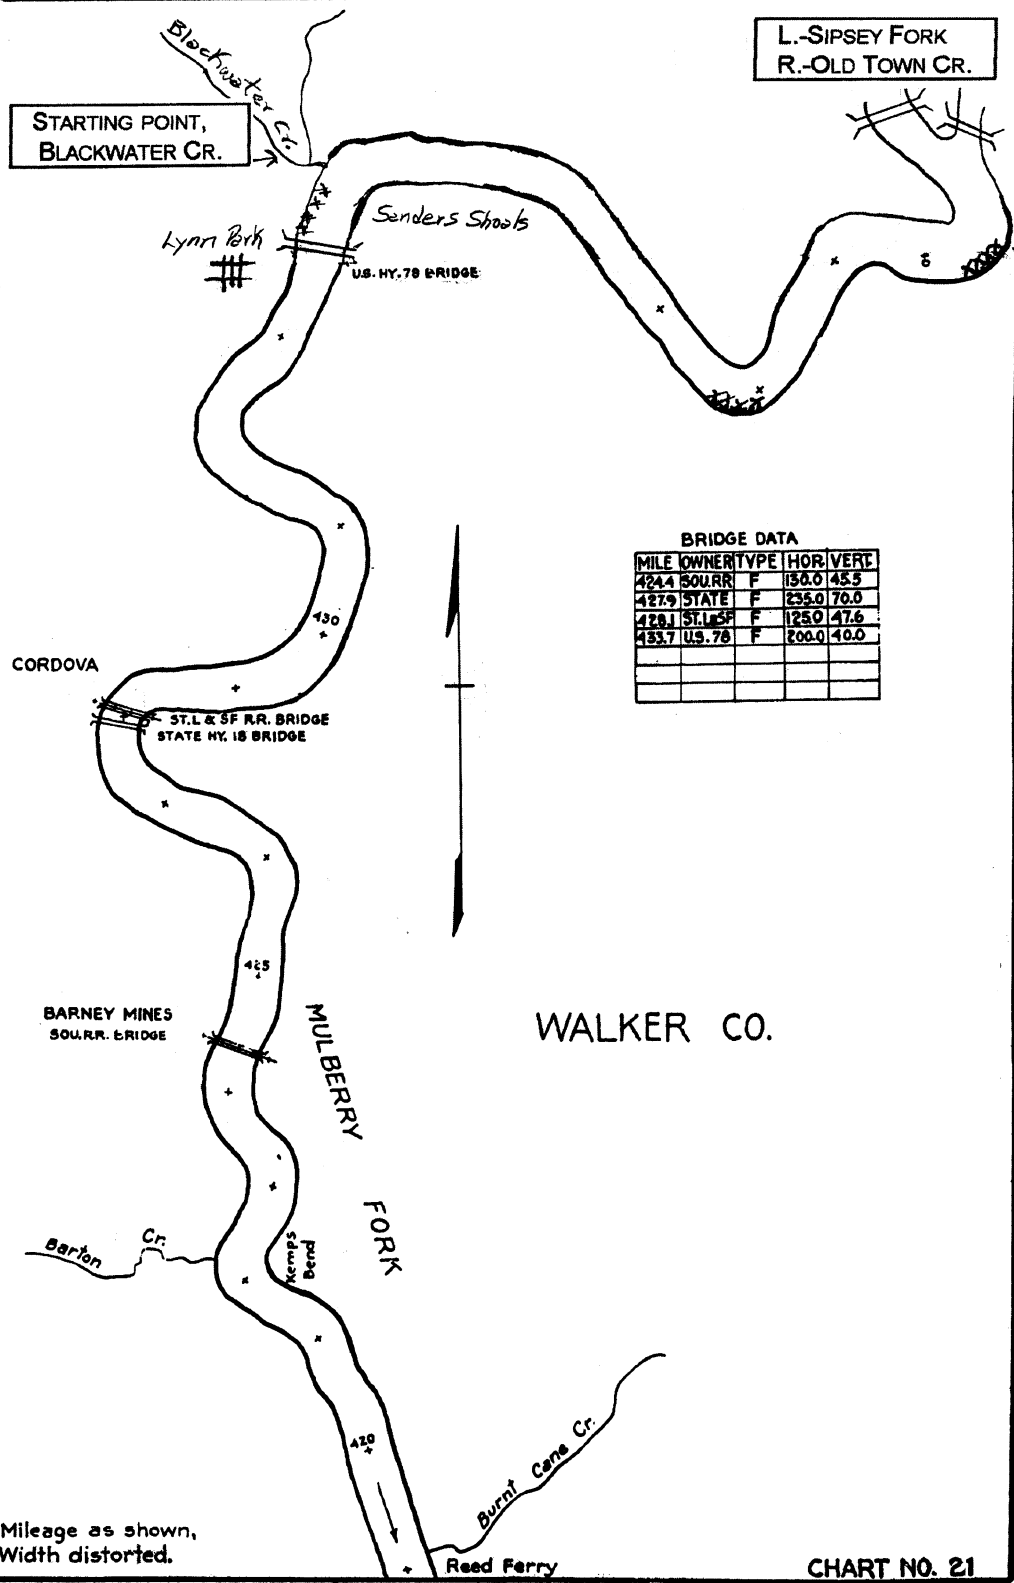 L.-SIPSEY FORK
R.-OLD TOWN CR.
Blackwater Cr.
STARTING POINT,
BLACKWATER CR.
Sanders Shoals
Lynn Park
U.S. HY. 78 BRIDGE
BRIDGE DATA
MILE OWNER TYPE HOR. VERT.
424.4 SOU.RR F 130.0 45.5
427.9 STATE F 235.0 70.0
428.1 ST.L&SF F 125.0 47.6
433.7 U.S. 78 F 200.0 40.0
430
CORDOVA
ST.L & SF R.R. BRIDGE
STATE HY. 18 BRIDGE
425
BARNEY MINES
SOU.R.R. BRIDGE
WALKER CO.
MULBERRY
FORK
Barton Cr.
Kemps
Bend
420
Burnt Cane Cr.
Mileage as shown,
Width distorted.
Reed Ferry
CHART NO. 21